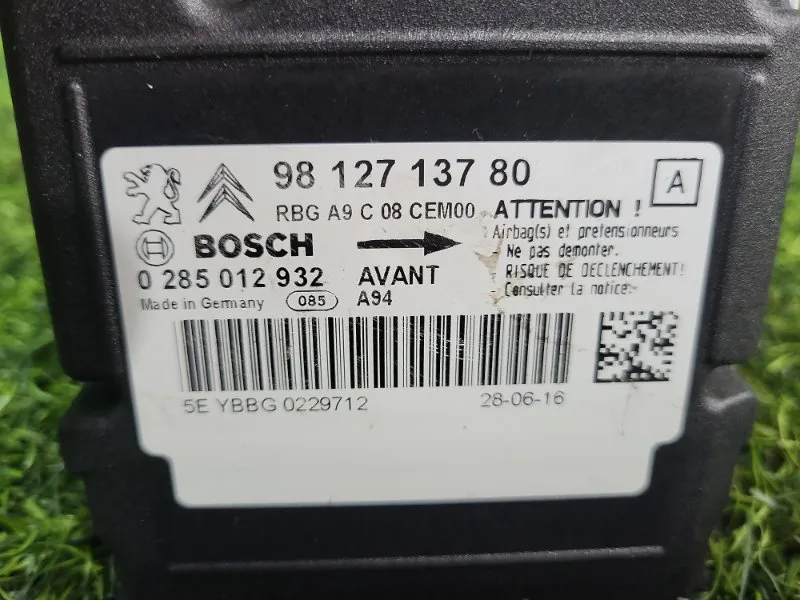 98 127 137 80
A
RBG A9 C 08 CEM00
ATTENTION !
Airbag(s) et pretensionneurs
- Ne pas demonter.
RISQUE DE DECLENCHEMENT!
- Consulter la notice.
BOSCH
0 285 012 932
AVANT
Made in Germany
085
A94
5E YBBG 0229712
28-06-16